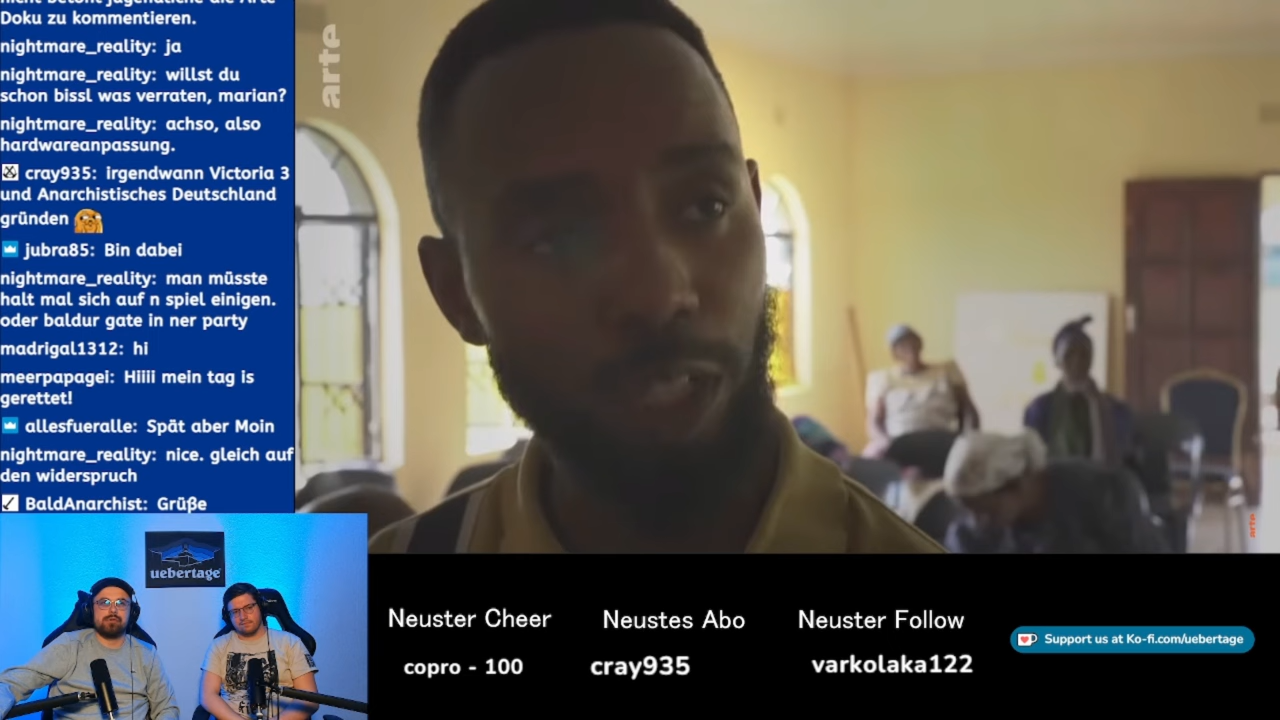 Doku zu kommentieren.
nightmare_reality: ja
nightmare_reality: willst du
schon bissl was verraten, marian?
nightmare_reality: achso, also
hardwareanpassung.
cray935: irgendwann Victoria 3
und Anarchistisches Deutschland
gründen
jubra85: Bin dabei
nightmare_reality: man müsste
halt mal sich auf n spiel einigen.
oder baldur gate in ner party
madrigal1312: hi
meerpapagei: Hiiii mein tag is
gerettet!
allesfueralle: Spät aber Moin
nightmare_reality: nice. gleich auf
den widerspruch
BaldAnarchist: Grüße
arte
arte
uebertage
Neuster Cheer
copro - 100
Neustes Abo
cray935
Neuster Follow
varkolaka122
Support us at Ko-fi.com/uebertage